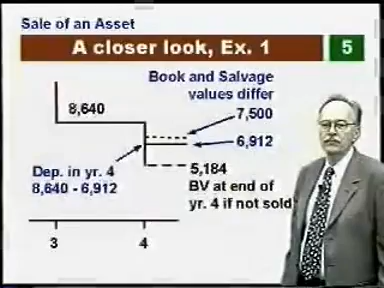 Sale of an Asset
A closer look, Ex. 1
5
Book and Salvage
values differ
8,640
7,500
6,912
Dep. in yr. 4
8,640 - 6,912
5,184
BV at end of
yr. 4 if not sold
3
4